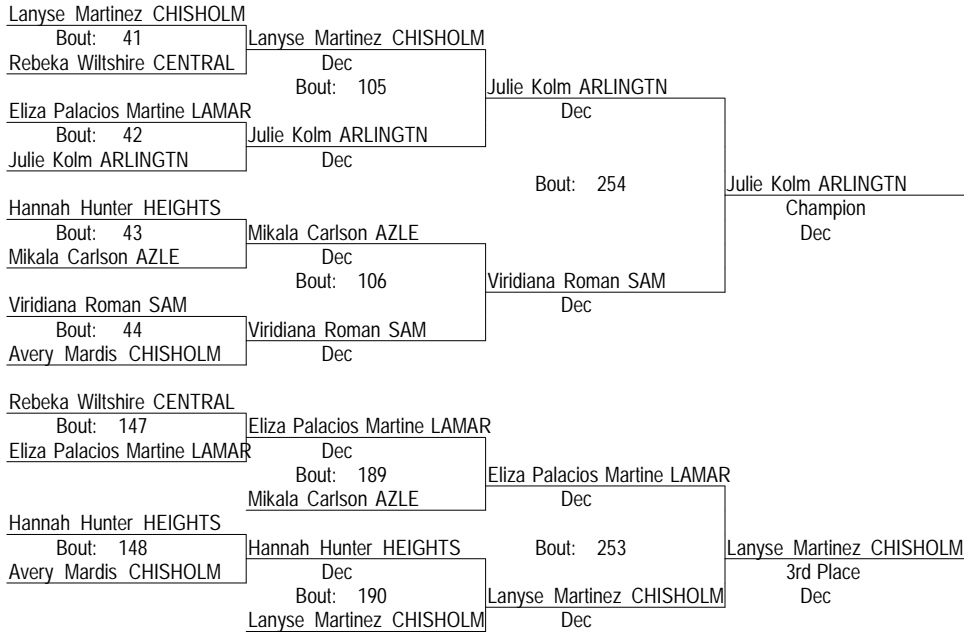 Lanyse Martinez CHISHOLM
Bout: 41 Lanyse Martinez CHISHOLM
Rebeka Wiltshire CENTRAL Dec
Bout: 105 Julie Kolm ARLINGTN
Eliza Palacios Martine LAMAR Dec
Bout: 42 Julie Kolm ARLINGTN
Julie Kolm ARLINGTN Dec
Bout: 254 Julie Kolm ARLINGTN
Hannah Hunter HEIGHTS Champion
Bout: 43 Mikala Carlson AZLE Dec
Mikala Carlson AZLE Dec
Bout: 106 Viridiana Roman SAM
Viridiana Roman SAM Dec
Bout: 44 Viridiana Roman SAM
Avery Mardis CHISHOLM Dec
Rebeka Wiltshire CENTRAL
Bout: 147 Eliza Palacios Martine LAMAR
Eliza Palacios Martine LAMAR Dec
Bout: 189 Eliza Palacios Martine LAMAR
Mikala Carlson AZLE Dec
Hannah Hunter HEIGHTS
Bout: 148 Hannah Hunter HEIGHTS Bout: 253 Lanyse Martinez CHISHOLM
Avery Mardis CHISHOLM Dec 3rd Place
Bout: 190 Lanyse Martinez CHISHOLM Dec
Lanyse Martinez CHISHOLM Dec